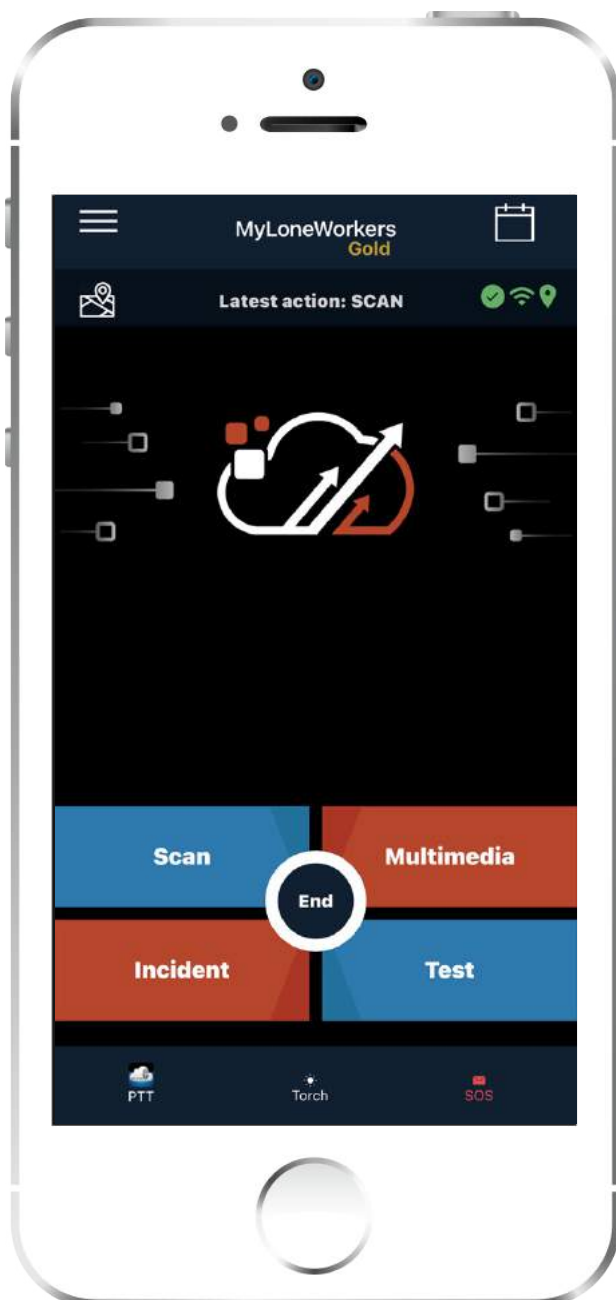 MyLoneWorkers
Gold
Latest action: SCAN
Scan
Multimedia
End
Incident
Test
PTT
Torch
SOS